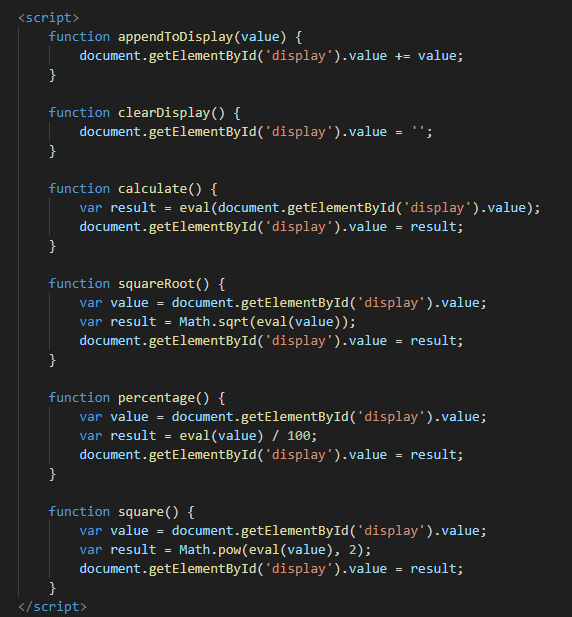 <script>
function appendToDisplay(value) {
document.getElementById('display').value += value;
}
function clearDisplay() {
document.getElementById('display').value = '';
}
function calculate() {
var result = eval(document.getElementById('display').value);
document.getElementById('display').value = result;
}
function squareRoot() {
var value = document.getElementById('display').value;
var result = Math.sqrt(eval(value));
document.getElementById('display').value = result;
}
function percentage() {
var value = document.getElementById('display').value;
var result = eval(value) / 100;
document.getElementById('display').value = result;
}
function square() {
var value = document.getElementById('display').value;
var result = Math.pow(eval(value), 2);
document.getElementById('display').value = result;
}
</script>